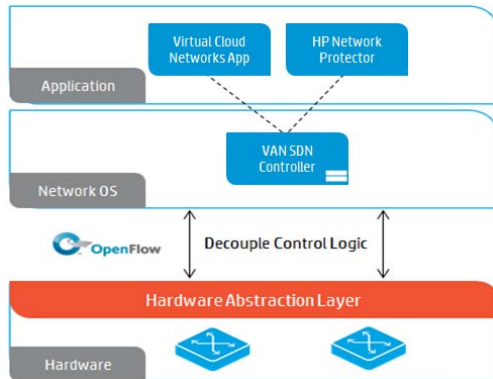 Virtual Cloud
Networks App
HP Network
Protector
Application
VAN SDN
Controller
Network OS
OpenFlow
Decouple Control Logic
Hardware Abstraction Layer
Hardware